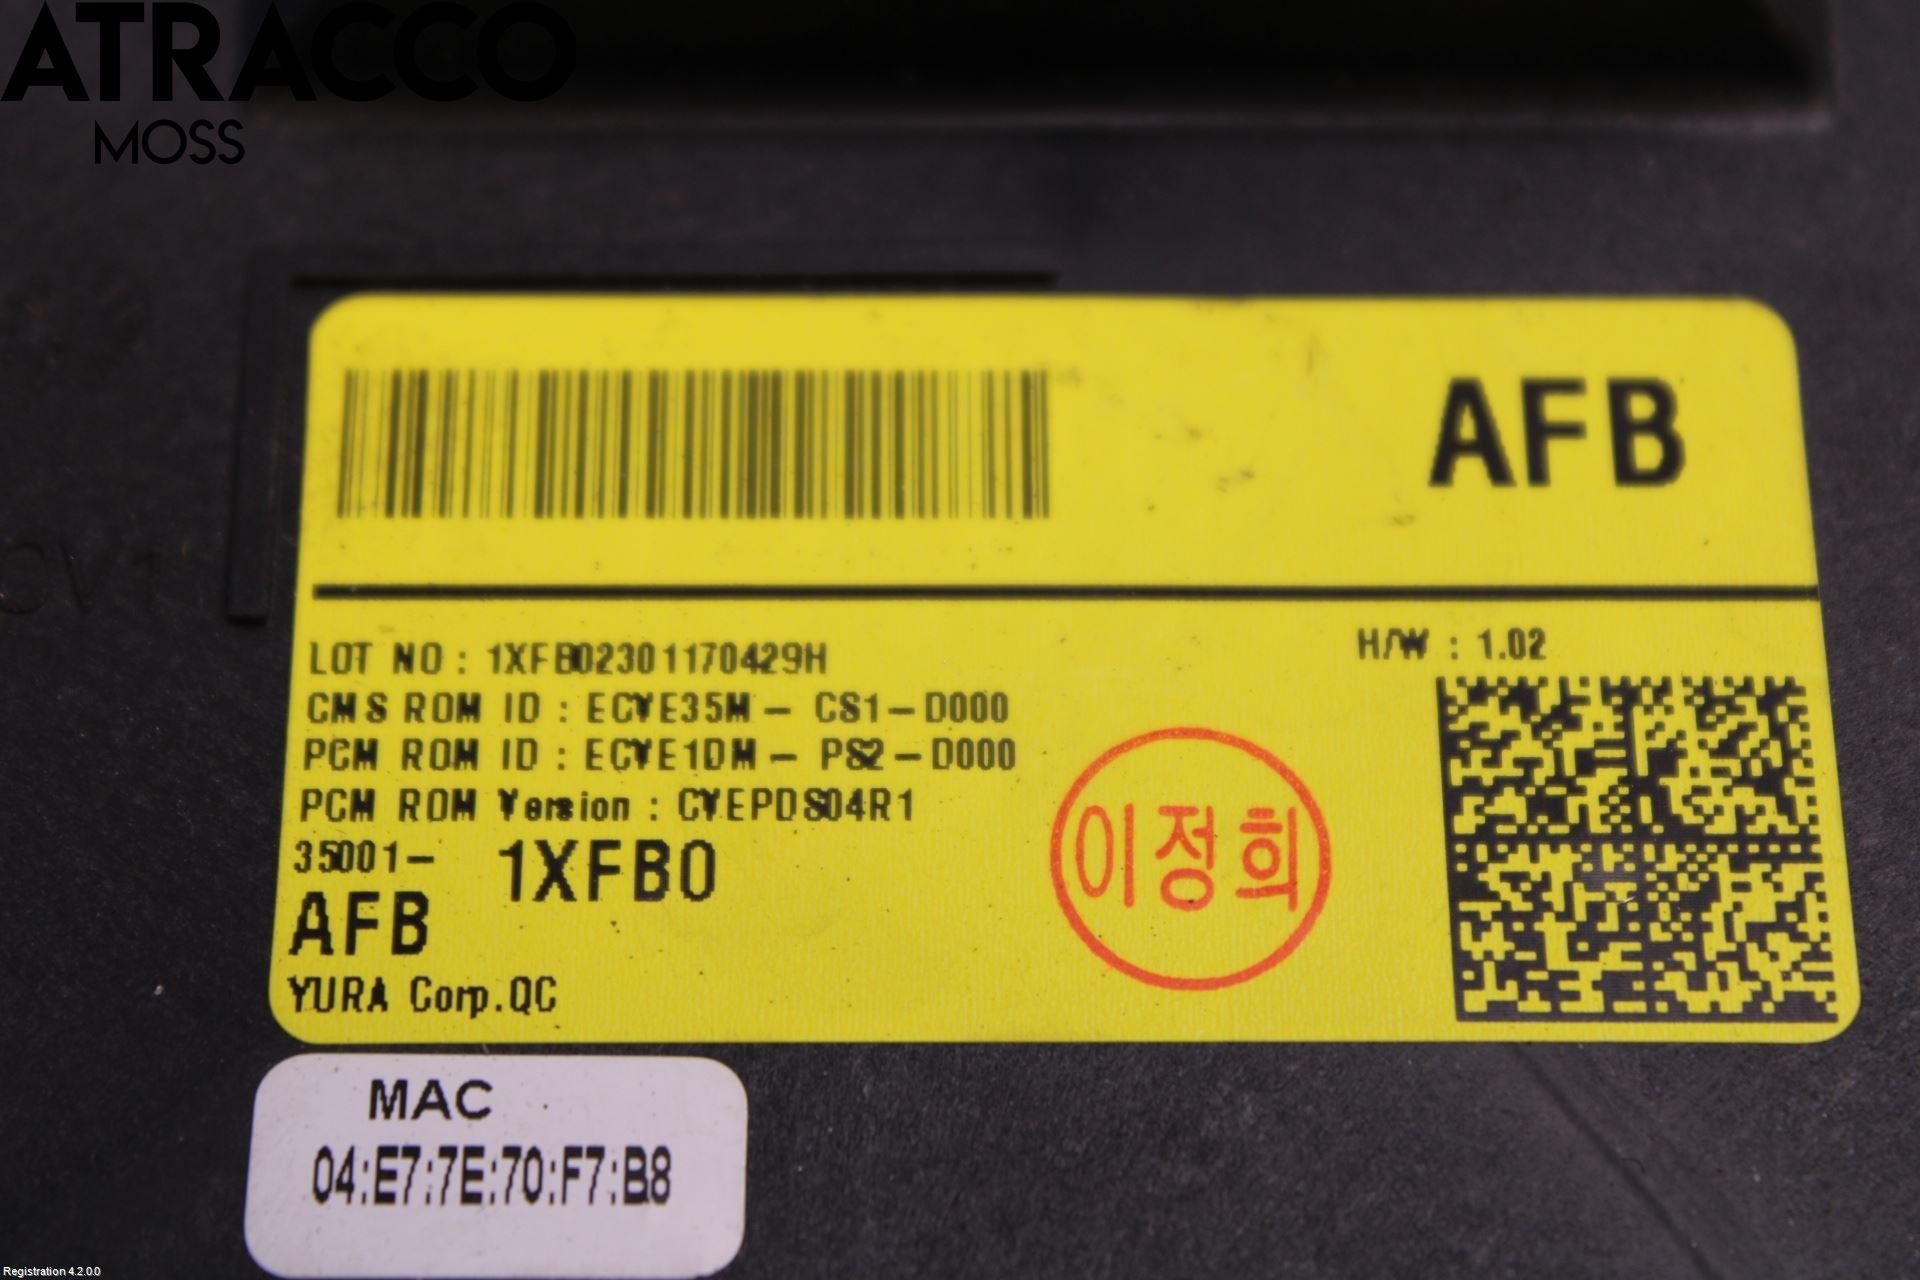 ATRACCO
MOSS
CV1
AFB
LOT NO : 1XFB02301170429H
H/W : 1.02
CMS ROM ID : ECYE35M - CS1-D000
PCM ROM ID : ECYE1DM - PS2-D000
PCM ROM Version : CYEPDS04R1
35001- 1XFB0
AFB
이정희
YURA Corp.QC
MAC
04:E7:7E:70:F7:B8
Registration 4.2.0.0